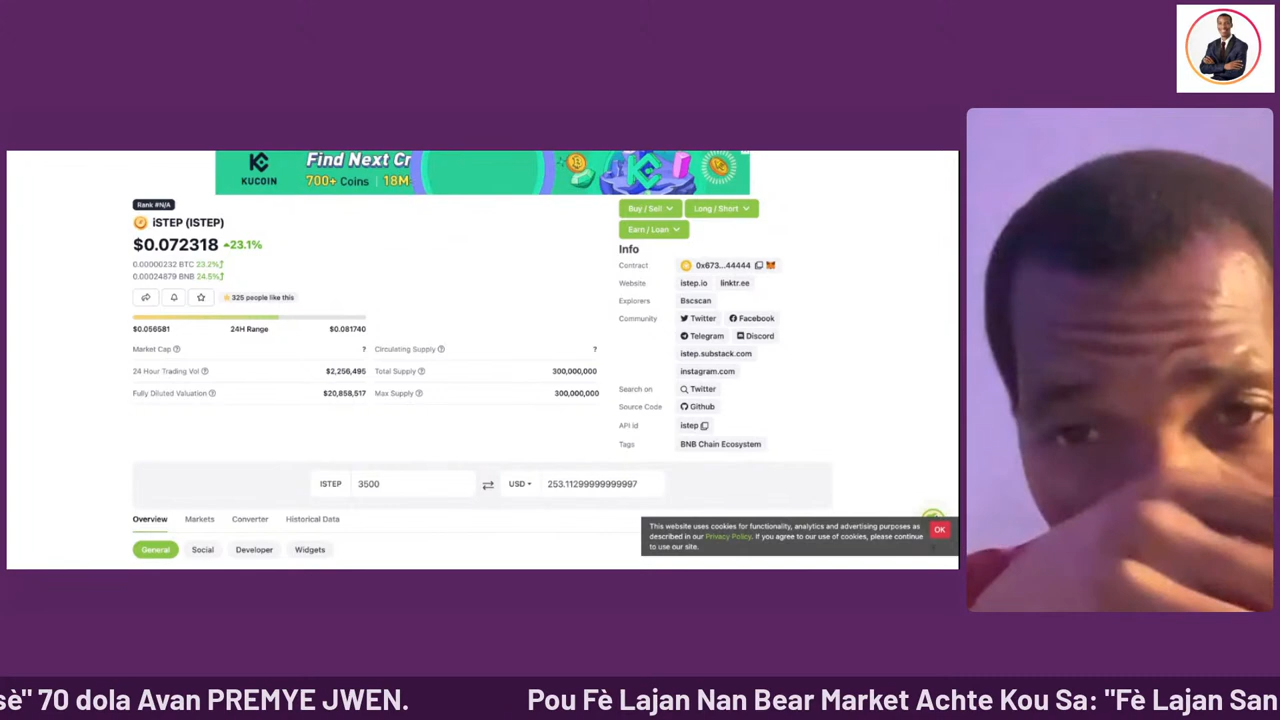 Find Next Cr
KUCOIN
700+ Coins | 18M
Rank #N/A
iSTEP (ISTEP)
$0.072318 23.1%
0.00000232 BTC 23.2%
0.00024879 BNB 24.5%
325 people like this
$0.056581 24H Range $0.081740
Market Cap ? Circulating Supply ?
24 Hour Trading Vol $2,256,495 Total Supply 300,000,000
Fully Diluted Valuation $20,858,517 Max Supply 300,000,000
Buy / Sell Long / Short
Earn / Loan
Info
Contract 0x673...44444
Website istep.io linktr.ee
Explorers Bscscan
Community Twitter Facebook
Telegram Discord
istep.substack.com
instagram.com
Search on Twitter
Source Code Github
API id istep
Tags BNB Chain Ecosystem
ISTEP 3500 USD 253.11299999999997
Overview Markets Converter Historical Data
General Social Developer Widgets
This website uses cookies for functionality, analytics and advertising purposes as
described in our Privacy Policy. If you agree to our use of cookies, please continue
to use our site.
OK
sè" 70 dola Avan PREMYE JWEN. Pou Fè Lajan Nan Bear Market Achte Kou Sa: "Fè Lajan San